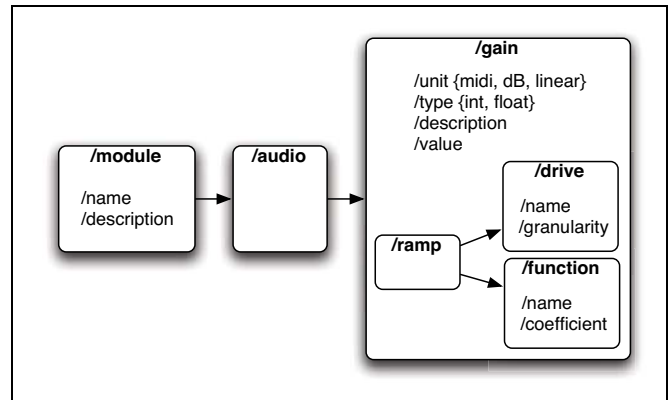 /module
/name
/description
/audio
/gain
/unit {midi, dB, linear}
/type {int, float}
/description
/value
/ramp
/drive
/name
/granularity
/function
/name
/coefficient